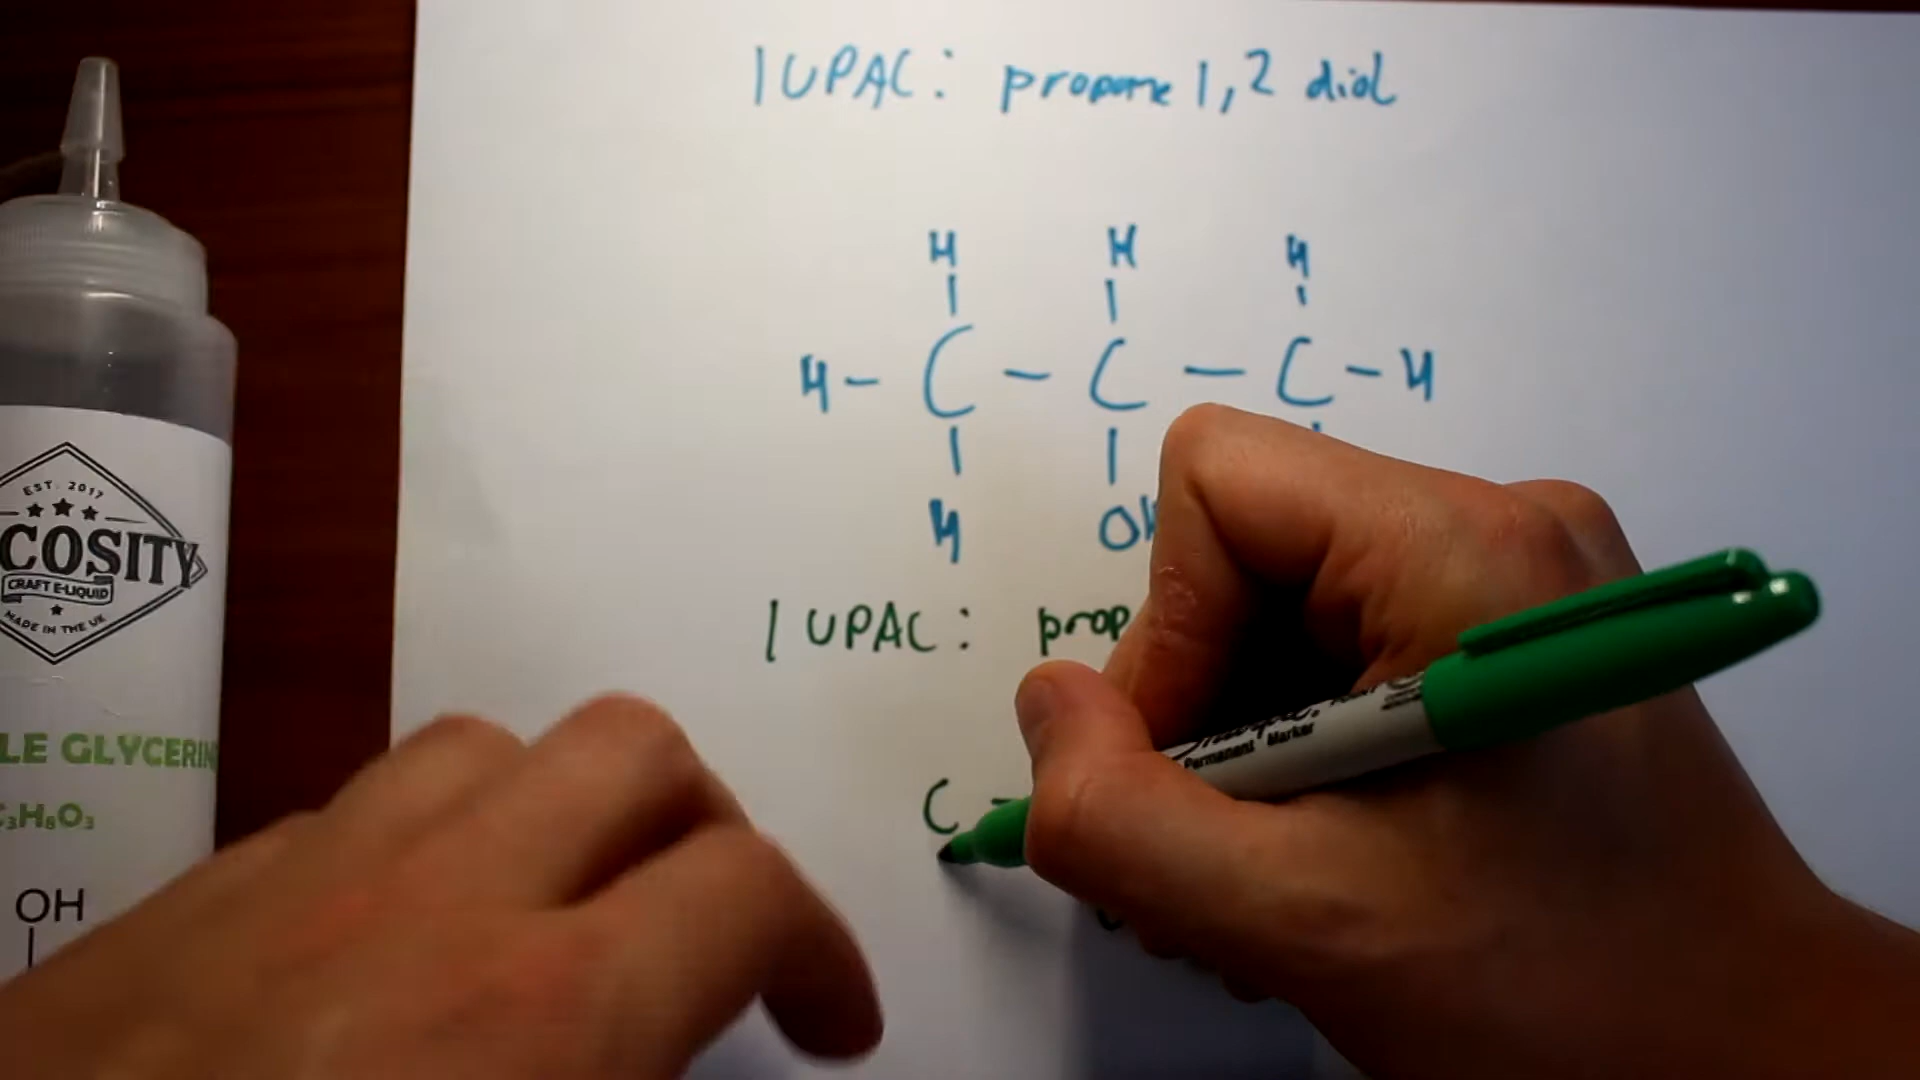 IUPAC: propane 1,2 diol
H H H
H - C - C - C - H
H OH
IUPAC: prop
C -
EST. 2017
COSITY
CRAFT E-LIQUID
MADE IN THE UK
LE GLYCERIN
C₃H₈O₃
OH
Permanent Marker